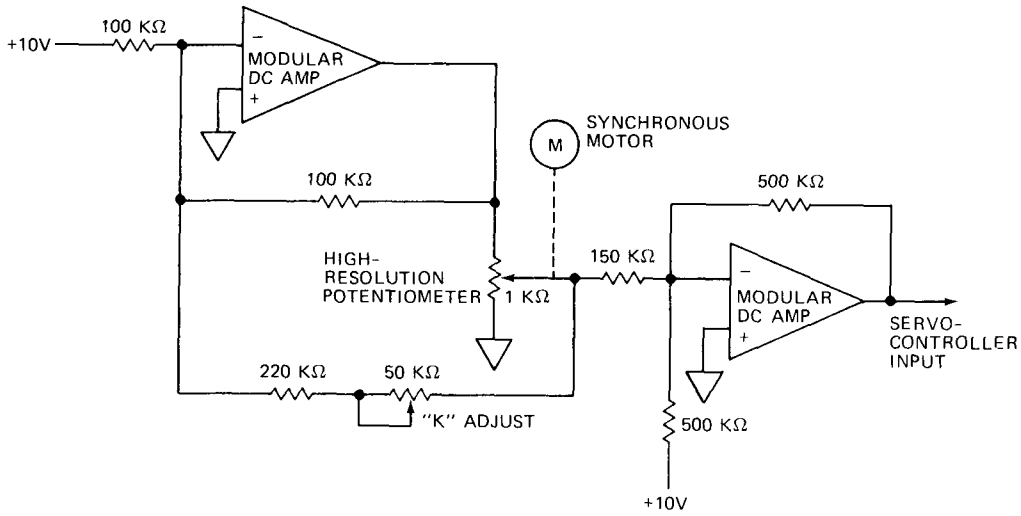 100 KΩ
+10V
−
MODULAR
DC AMP
+
SYNCHRONOUS
MOTOR
M
100 KΩ
500 KΩ
HIGH-
RESOLUTION
POTENTIOMETER
1 KΩ
150 KΩ
−
MODULAR
DC AMP
+
SERVO-
CONTROLLER
INPUT
220 KΩ
50 KΩ
"K" ADJUST
500 KΩ
+10V